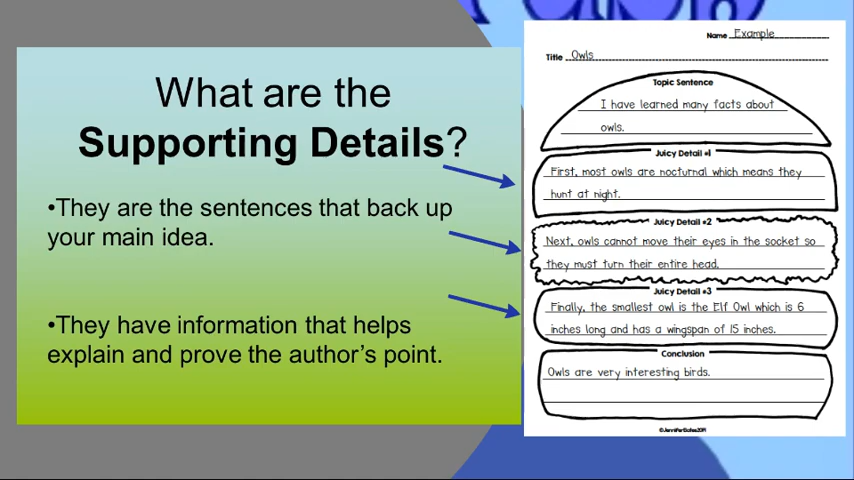 What are the
Supporting Details?
•They are the sentences that back up
your main idea.
•They have information that helps
explain and prove the author's point.
Name Example
Title Owls
Topic Sentence
I have learned many facts about
owls.
Juicy Detail #1
First, most owls are nocturnal which means they
hunt at night.
Juicy Detail #2
Next, owls cannot move their eyes in the socket so
they must turn their entire head.
Juicy Detail #3
Finally, the smallest owl is the Elf Owl which is 6
inches long and has a wingspan of 15 inches.
Conclusion
Owls are very interesting birds.